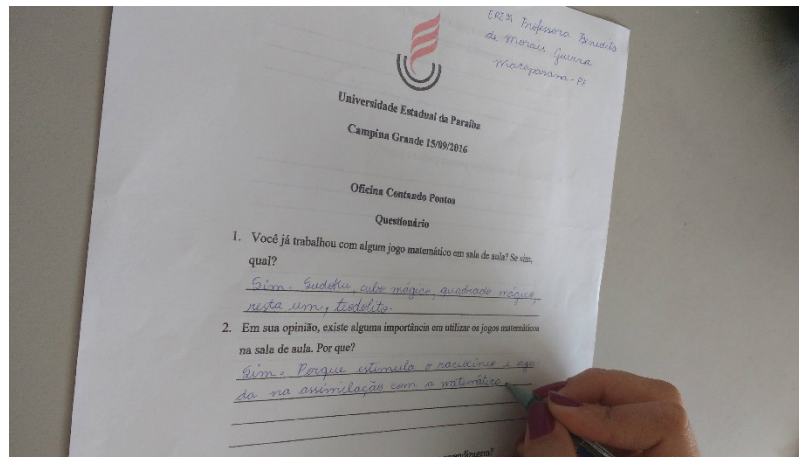 EREM Professora Benedita
de Morais Guerra
Macaparana - PE
Universidade Estadual da Paraíba
Campina Grande 15/09/2016
Oficina Contando Pontos
Questionário
1. Você já trabalhou com algum jogo matemático em sala de aula? Se sim,
qual?
Sim. Sudoku, cubo mágico, quadrado mágico,
resta um, teodolito.
2. Em sua opinião, existe alguma importância em utilizar os jogos matemáticos
na sala de aula. Por que?
Sim. Porque estimula o raciocínio e aju
da na assimilação com a matemática.